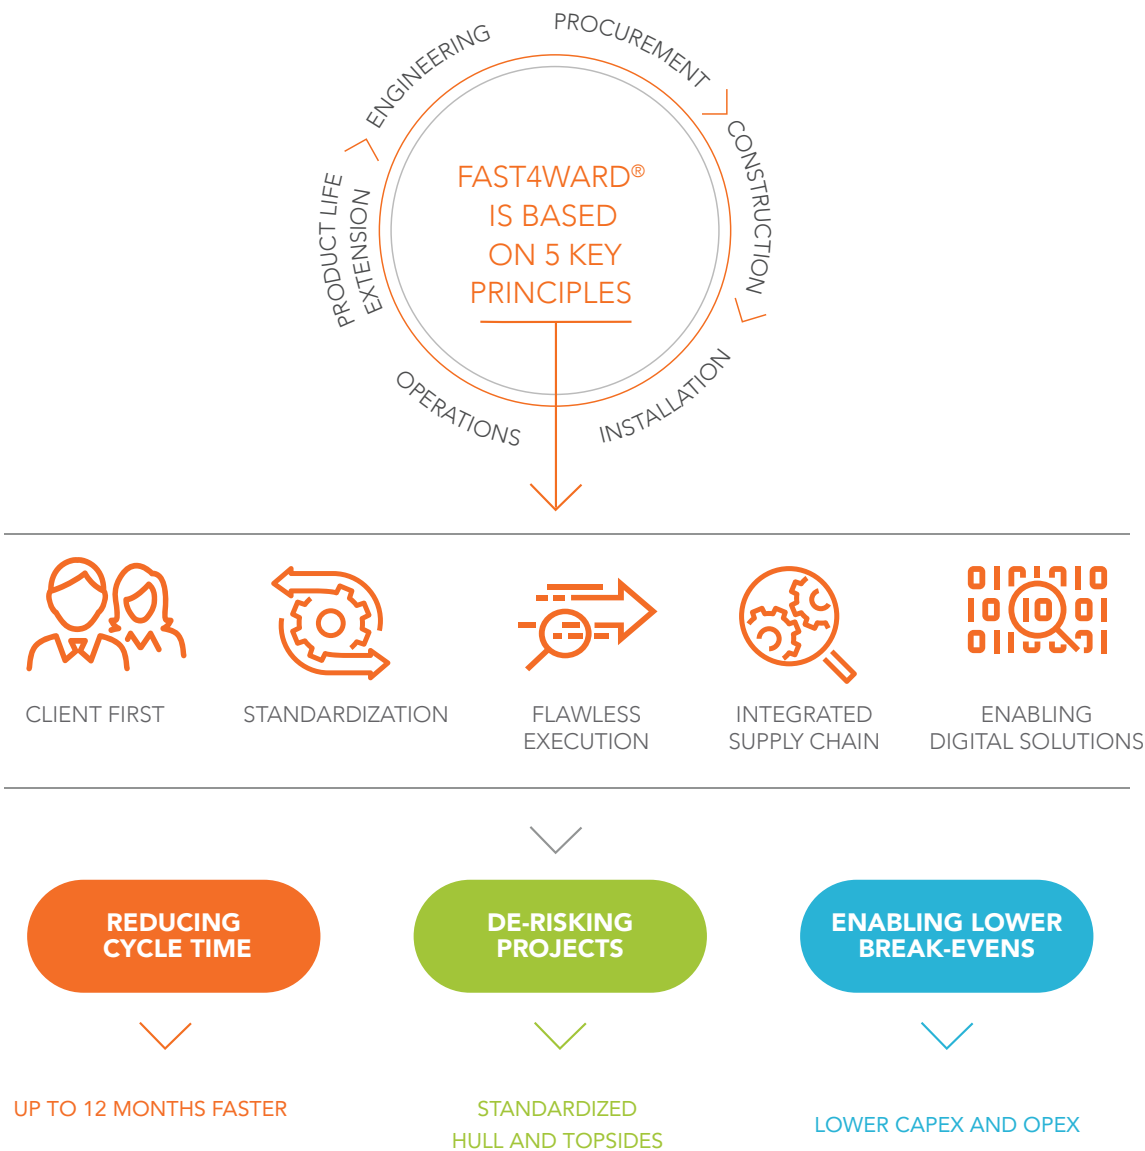 ENGINEERING
PROCUREMENT
CONSTRUCTION
INSTALLATION
OPERATIONS
PRODUCT LIFE
EXTENSION
FAST4WARD®
IS BASED
ON 5 KEY
PRINCIPLES
CLIENT FIRST
STANDARDIZATION
FLAWLESS
EXECUTION
INTEGRATED
SUPPLY CHAIN
ENABLING
DIGITAL SOLUTIONS
REDUCING
CYCLE TIME
DE-RISKING
PROJECTS
ENABLING LOWER
BREAK-EVENS
UP TO 12 MONTHS FASTER
STANDARDIZED
HULL AND TOPSIDES
LOWER CAPEX AND OPEX